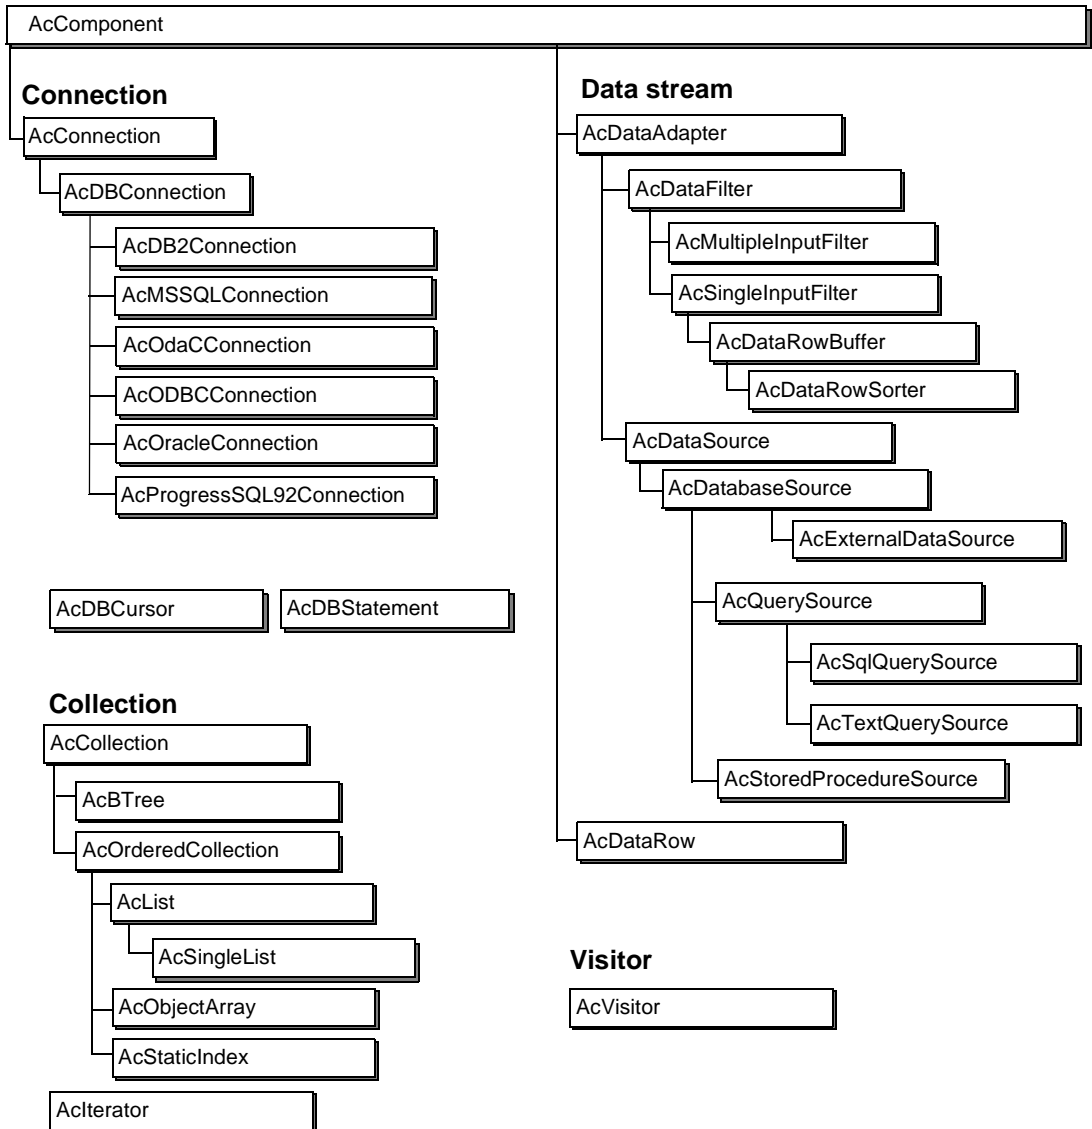 AcComponent
Connection
AcConnection
AcDBConnection
AcDB2Connection
AcMSSQLConnection
AcOdaCConnection
AcODBCConnection
AcOracleConnection
AcProgressSQL92Connection
AcDBCursor
AcDBStatement
Collection
AcCollection
AcBTree
AcOrderedCollection
AcList
AcSingleList
AcObjectArray
AcStaticIndex
AcIterator
Data stream
AcDataAdapter
AcDataFilter
AcMultipleInputFilter
AcSingleInputFilter
AcDataRowBuffer
AcDataRowSorter
AcDataSource
AcDatabaseSource
AcExternalDataSource
AcQuerySource
AcSqlQuerySource
AcTextQuerySource
AcStoredProcedureSource
AcDataRow
Visitor
AcVisitor